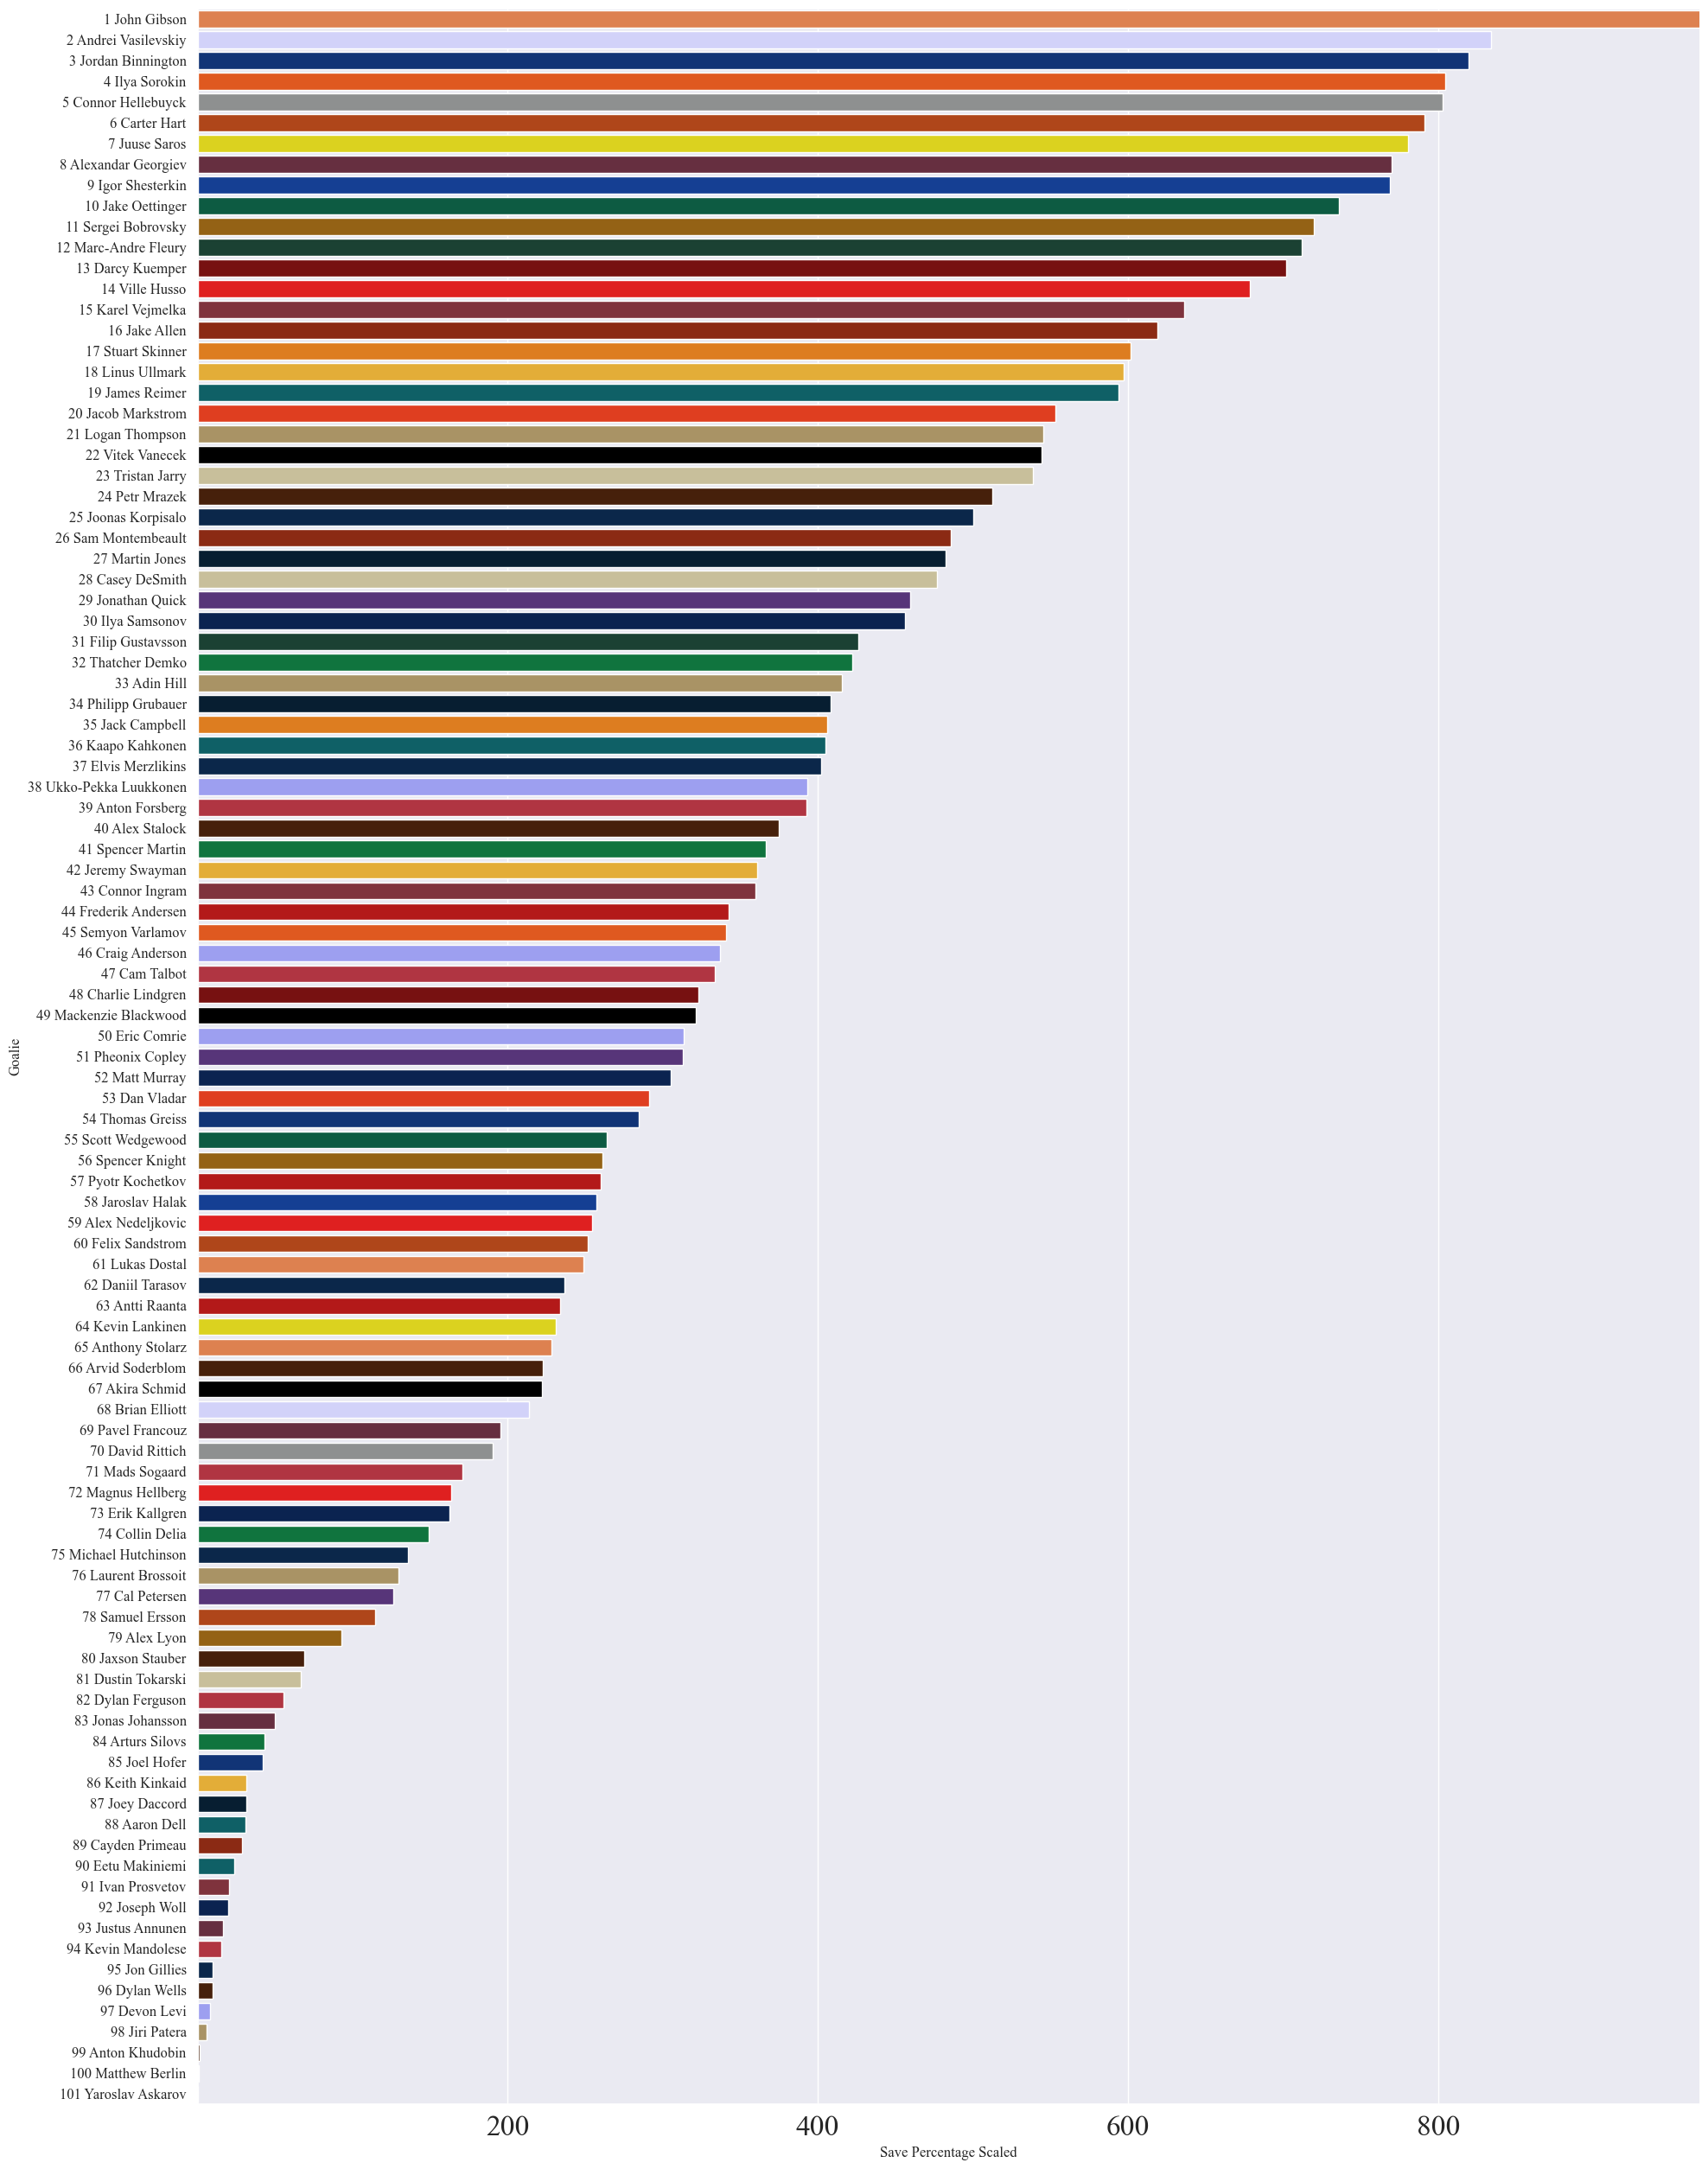 1 John Gibson
2 Andrei Vasilevskiy
3 Jordan Binnington
4 Ilya Sorokin
5 Connor Hellebuyck
6 Carter Hart
7 Juuse Saros
8 Alexandar Georgiev
9 Igor Shesterkin
10 Jake Oettinger
11 Sergei Bobrovsky
12 Marc-Andre Fleury
13 Darcy Kuemper
14 Ville Husso
15 Karel Vejmelka
16 Jake Allen
17 Stuart Skinner
18 Linus Ullmark
19 James Reimer
20 Jacob Markstrom
21 Logan Thompson
22 Vitek Vanecek
23 Tristan Jarry
24 Petr Mrazek
25 Joonas Korpisalo
26 Sam Montembeault
27 Martin Jones
28 Casey DeSmith
29 Jonathan Quick
30 Ilya Samsonov
31 Filip Gustavsson
32 Thatcher Demko
33 Adin Hill
34 Philipp Grubauer
35 Jack Campbell
36 Kaapo Kahkonen
37 Elvis Merzlikins
38 Ukko-Pekka Luukkonen
39 Anton Forsberg
40 Alex Stalock
41 Spencer Martin
42 Jeremy Swayman
43 Connor Ingram
44 Frederik Andersen
45 Semyon Varlamov
46 Craig Anderson
47 Cam Talbot
48 Charlie Lindgren
49 Mackenzie Blackwood
50 Eric Comrie
51 Pheonix Copley
52 Matt Murray
53 Dan Vladar
54 Thomas Greiss
55 Scott Wedgewood
56 Spencer Knight
57 Pyotr Kochetkov
58 Jaroslav Halak
59 Alex Nedeljkovic
60 Felix Sandstrom
61 Lukas Dostal
62 Daniil Tarasov
63 Antti Raanta
64 Kevin Lankinen
65 Anthony Stolarz
66 Arvid Soderblom
67 Akira Schmid
68 Brian Elliott
69 Pavel Francouz
70 David Rittich
71 Mads Sogaard
72 Magnus Hellberg
73 Erik Kallgren
74 Collin Delia
75 Michael Hutchinson
76 Laurent Brossoit
77 Cal Petersen
78 Samuel Ersson
79 Alex Lyon
80 Jaxson Stauber
81 Dustin Tokarski
82 Dylan Ferguson
83 Jonas Johansson
84 Arturs Silovs
85 Joel Hofer
86 Keith Kinkaid
87 Joey Daccord
88 Aaron Dell
89 Cayden Primeau
90 Eetu Makiniemi
91 Ivan Prosvetov
92 Joseph Woll
93 Justus Annunen
94 Kevin Mandolese
95 Jon Gillies
96 Dylan Wells
97 Devon Levi
98 Jiri Patera
99 Anton Khudobin
100 Matthew Berlin
101 Yaroslav Askarov
Goalie
200 400 600 800
Save Percentage Scaled